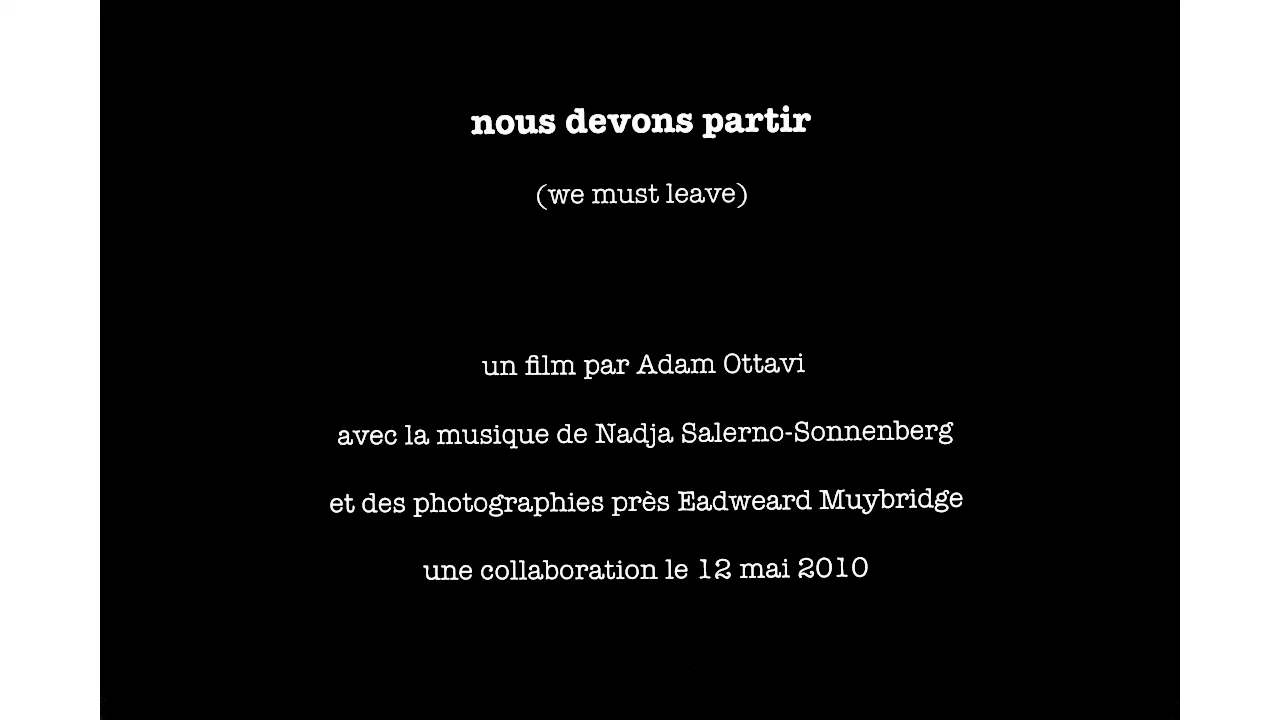 nous devons partir
(we must leave)
un film par Adam Ottavi
avec la musique de Nadja Salerno-Sonnenberg
et des photographies près Eadweard Muybridge
une collaboration le 12 mai 2010